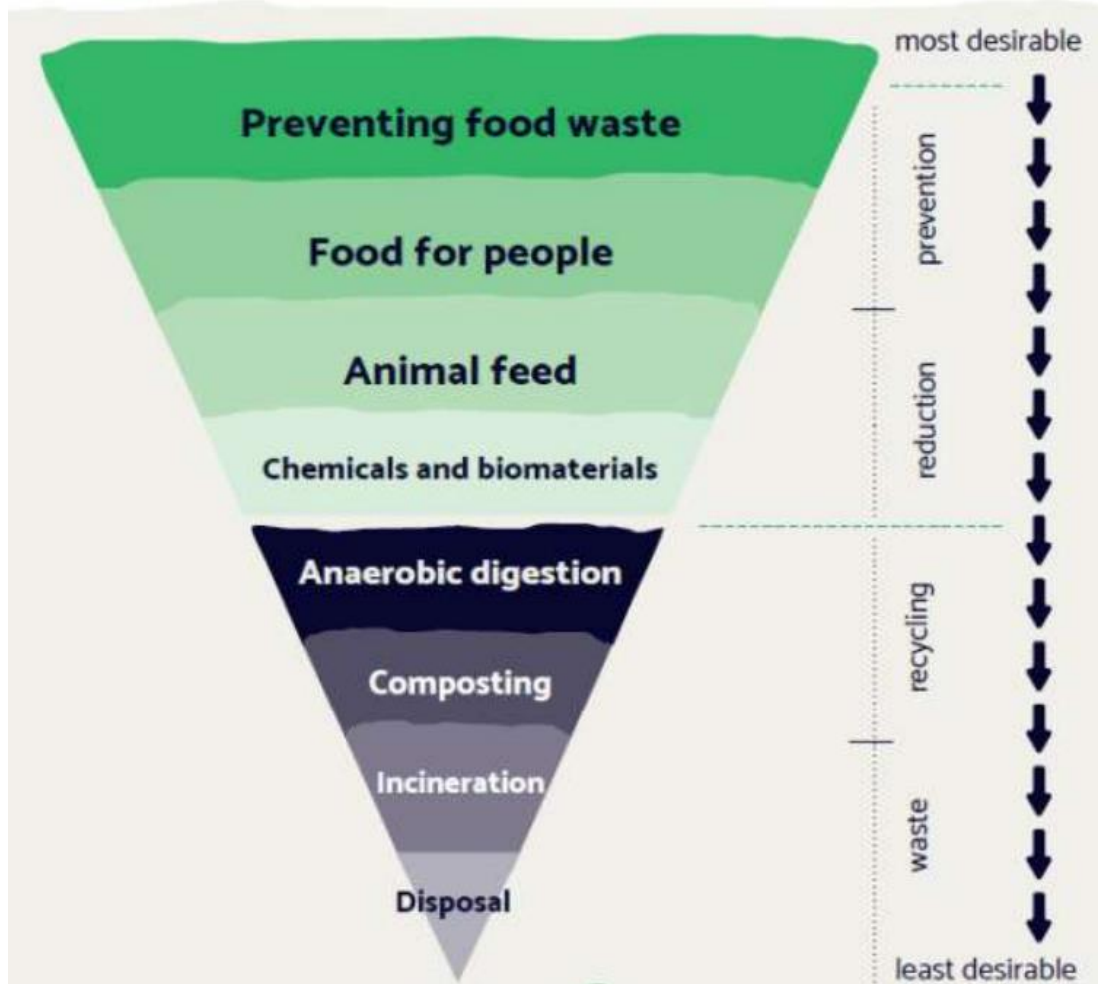 most desirable
Preventing food waste
prevention
Food for people
Animal feed
reduction
Chemicals and biomaterials
Anaerobic digestion
recycling
Composting
Incineration
waste
Disposal
least desirable